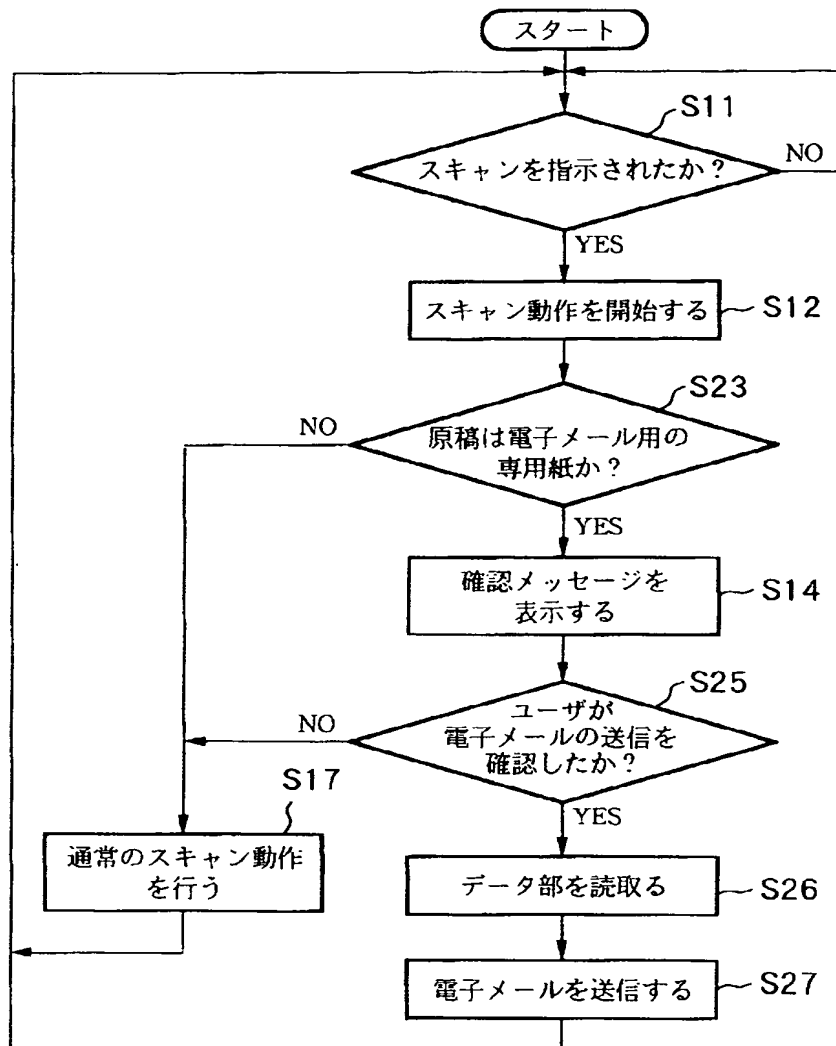 スタート
S11
スキャンを指示されたか？
NO
YES
スキャン動作を開始する
S12
S23
NO
原稿は電子メール用の
専用紙か？
YES
確認メッセージを
表示する
S14
S25
NO
ユーザが
電子メールの送信を
確認したか？
YES
S17
通常のスキャン動作
を行う
データ部を読取る
S26
電子メールを送信する
S27